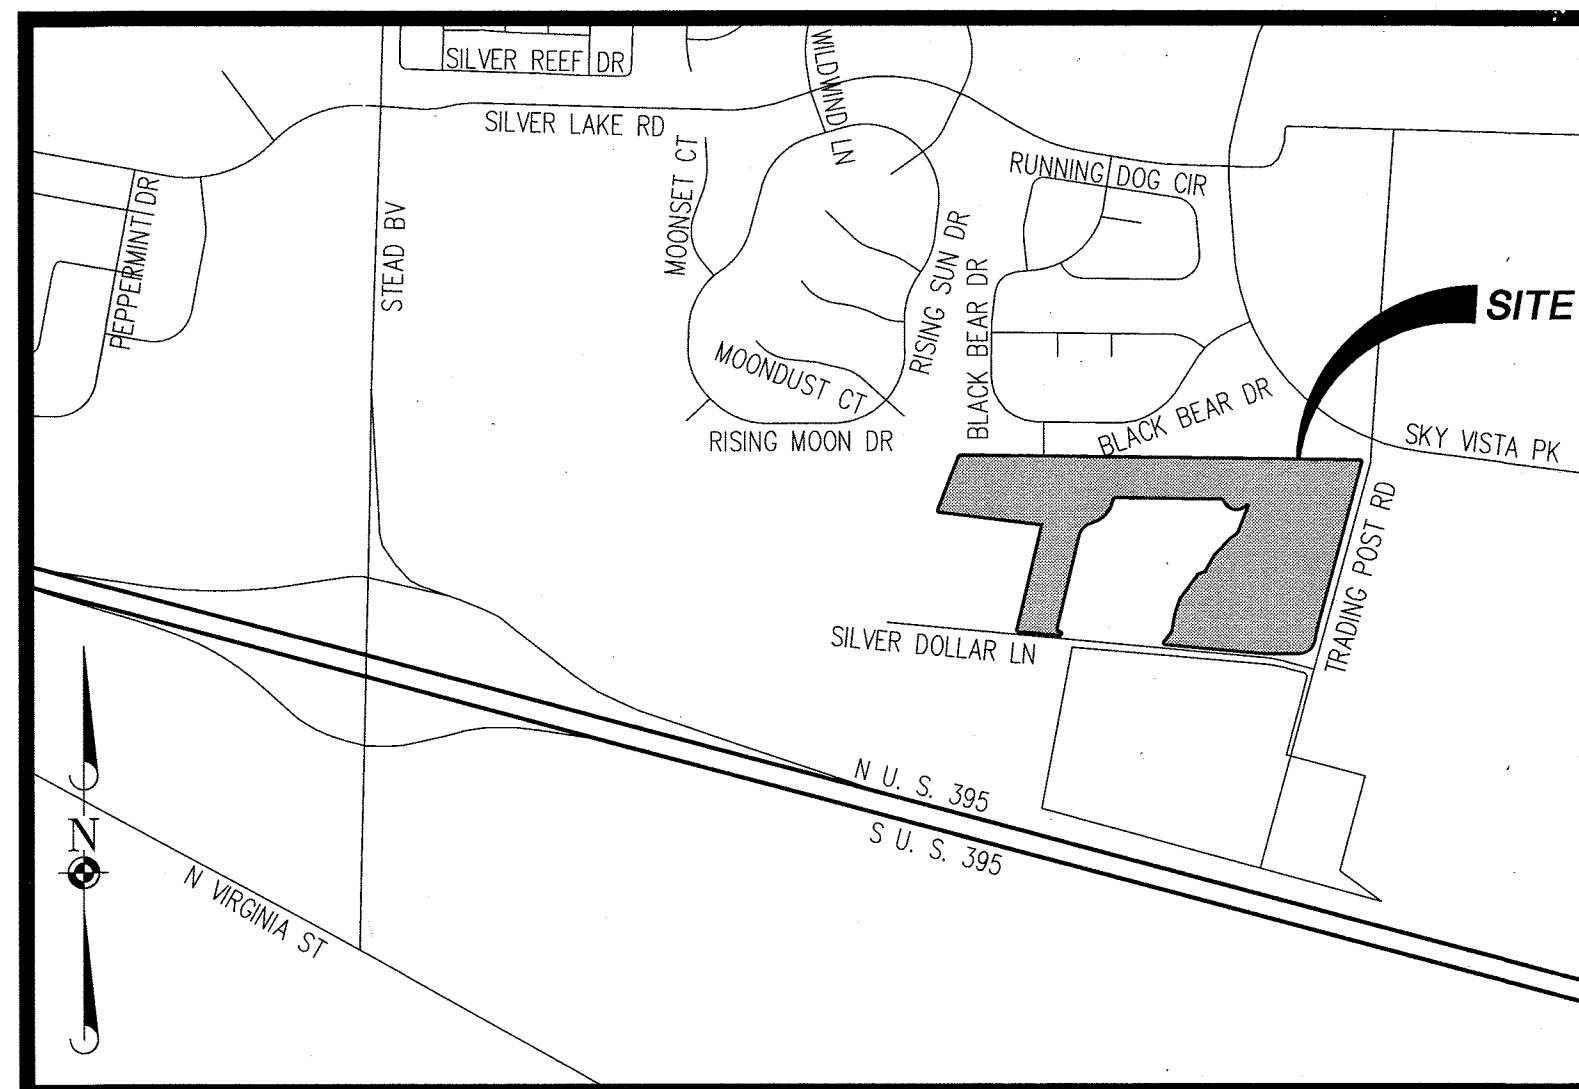 SILVER REEF DR
WILDWIND LN
SILVER LAKE RD
MOONSET CT
RUNNING DOG CIR
PEPPERMINT DR
STEAD BV
RISING SUN DR
BLACK BEAR DR
SITE
MOONDUST CT
BLACK BEAR DR
RISING MOON DR
SKY VISTA PK
TRADING POST RD
SILVER DOLLAR LN
N U. S. 395
S U. S. 395
N
N VIRGINIA ST